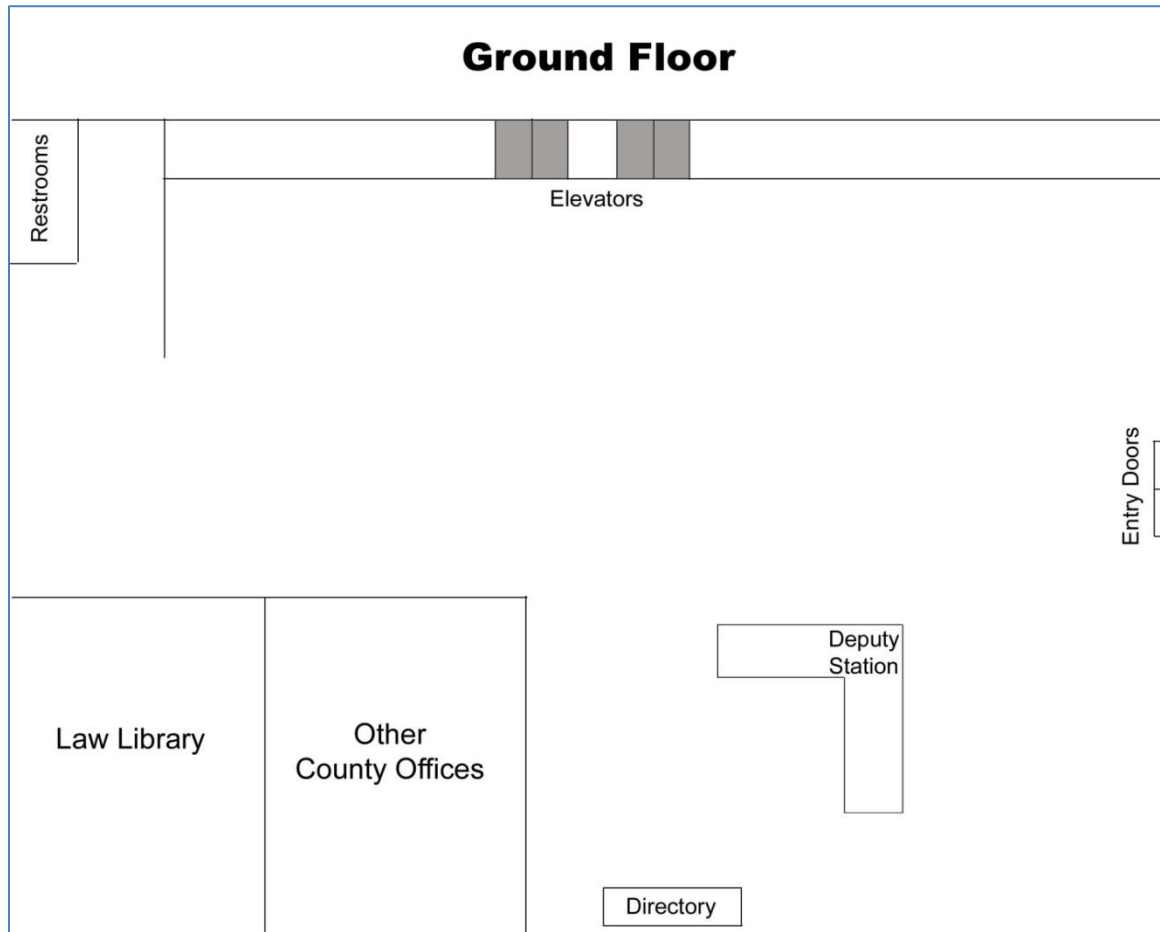 Ground Floor
Restrooms
Elevators
Entry Doors
Deputy
Station
Law Library
Other
County Offices
Directory